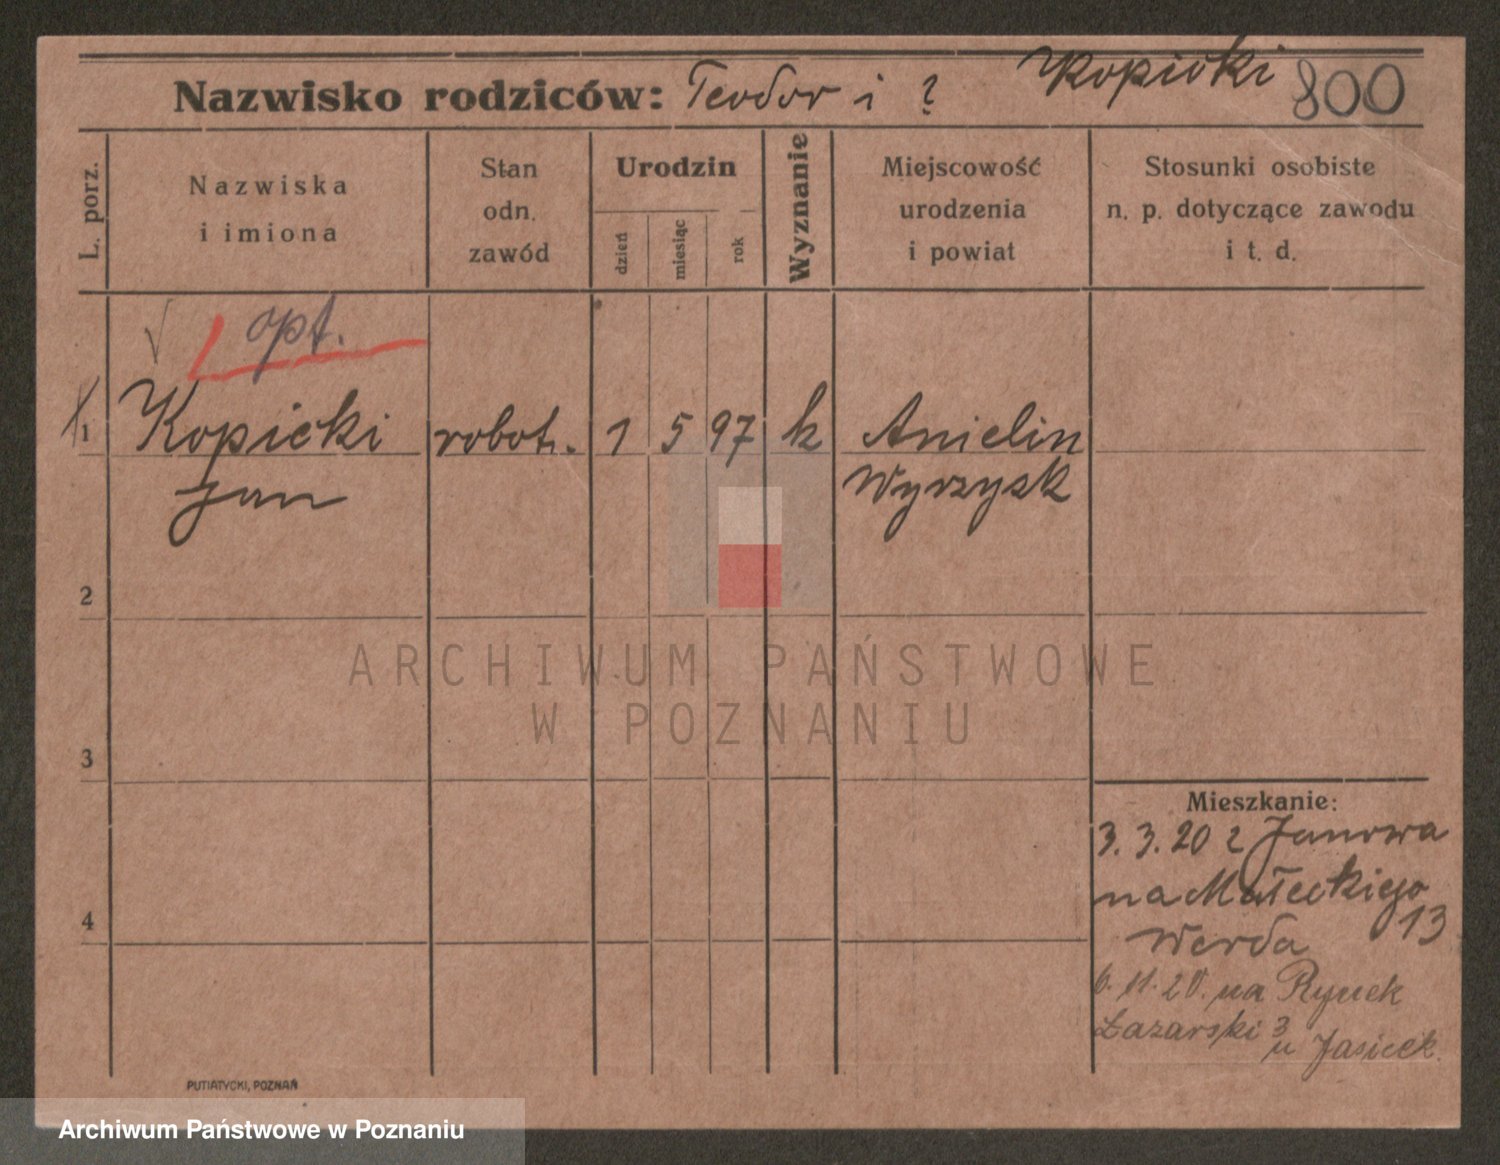 Kopicki
Nazwisko rodziców: Teodor i ? 800
L. porz.
Nazwiska
i imiona
Stan
odn.
zawód
Urodzin
dzień
miesiąc
rok
Wyznanie
Miejscowość
urodzenia
i powiat
Stosunki osobiste
n. p. dotyczące zawodu
i t. d.
opt.
1 Kopicki robotn. 1 5 97 k Anielin
Jan Wyrzysk
2
ARCHIWUM PAŃSTWOWE
W POZNANIU
3
Mieszkanie:
3. 3. 20 z Janowa
na Małeckiego
13
Werda
4
6. 11. 20. na Rynek
Łazarski 3
u Jasicek.
PUTIATYCKI, POZNAŃ
Archiwum Państwowe w Poznaniu